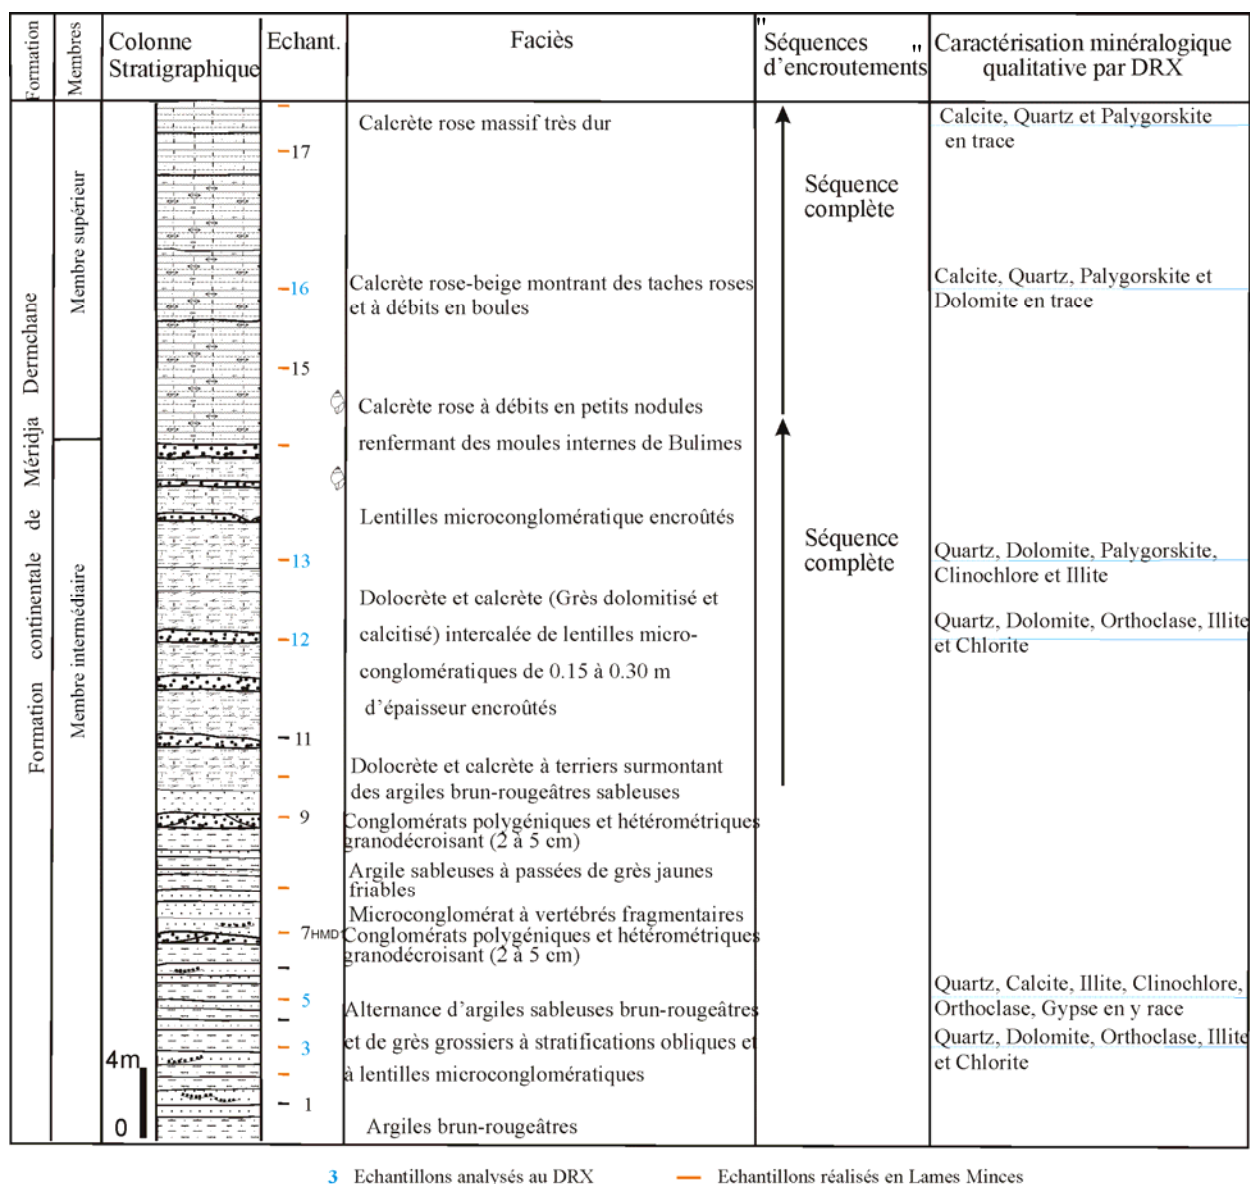 Formation
Membres
Colonne
Stratigraphique
Echant.
Faciès
"
Séquences "
d'encroutements
Caractérisation minéralogique
qualitative par DRX
Formation continentale de Méridja Dermchane
Membre supérieur
Membre intermédiaire
Calcrète rose massif très dur
Calcite, Quartz et Palygorskite
en trace
17
Séquence
complète
16
Calcrète rose-beige montrant des taches roses
et à débits en boules
Calcite, Quartz, Palygorskite et
Dolomite en trace
15
Calcrète rose à débits en petits nodules
renfermant des moules internes de Bulimes
Lentilles microconglomératique encroûtés
Séquence
complète
13
Quartz, Dolomite, Palygorskite,
Clinochlore et Illite
Dolocrète et calcrète (Grès dolomitisé et
calcitisé) intercalée de lentilles micro-
conglomératiques de 0.15 à 0.30 m
d'épaisseur encroûtés
12
Quartz, Dolomite, Orthoclase, Illite
et Chlorite
11
Dolocrète et calcrète à terriers surmontant
des argiles brun-rougeâtres sableuses
9
Conglomérats polygéniques et hétérométriques
granodécroisant (2 à 5 cm)
Argile sableuses à passées de grès jaunes
friables
Microconglomérat à vertébrés fragmentaires
7HMD1
Conglomérats polygéniques et hétérométriques
granodécroisant (2 à 5 cm)
5
Quartz, Calcite, Illite, Clinochlore,
Orthoclase, Gypse en y race
Alternance d'argiles sableuses brun-rougeâtres
et de grès grossiers à stratifications obliques et
à lentilles microconglomératiques
3
Quartz, Dolomite, Orthoclase, Illite
et Chlorite
4m
1
0
Argiles brun-rougeâtres
3 Echantillons analysés au DRX
Echantillons réalisés en Lames Minces